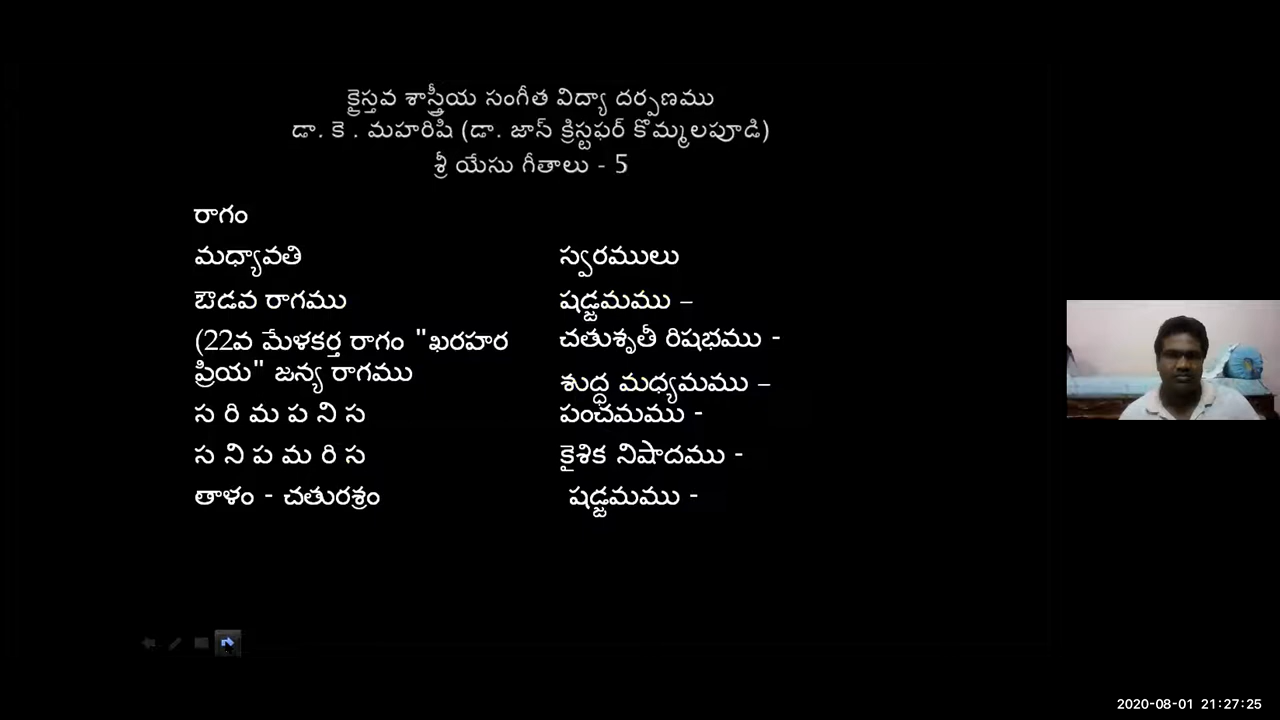 క్రైస్తవ శాస్త్రీయ సంగీత విద్యా దర్పణము
డా. కె . మహరిషి (డా. జాస్ క్రిస్టఫర్ కొమ్మలపూడి)
శ్రీ యేసు గీతాలు - 5
రాగం
మధ్యావతి
ఔడవ రాగము
(22వ మేళకర్త రాగం "ఖరహర
ప్రియ" జన్య రాగము
స రి మ ప ని స
స ని ప మ రి స
తాళం - చతురశ్రం
స్వరములు
షడ్జమము –
చతుశృతీ రిషభము -
శుద్ధ మధ్యమము –
పంచమము -
కైశిక నిషాదము -
షడ్జమము -
2020-08-01 21:27:25